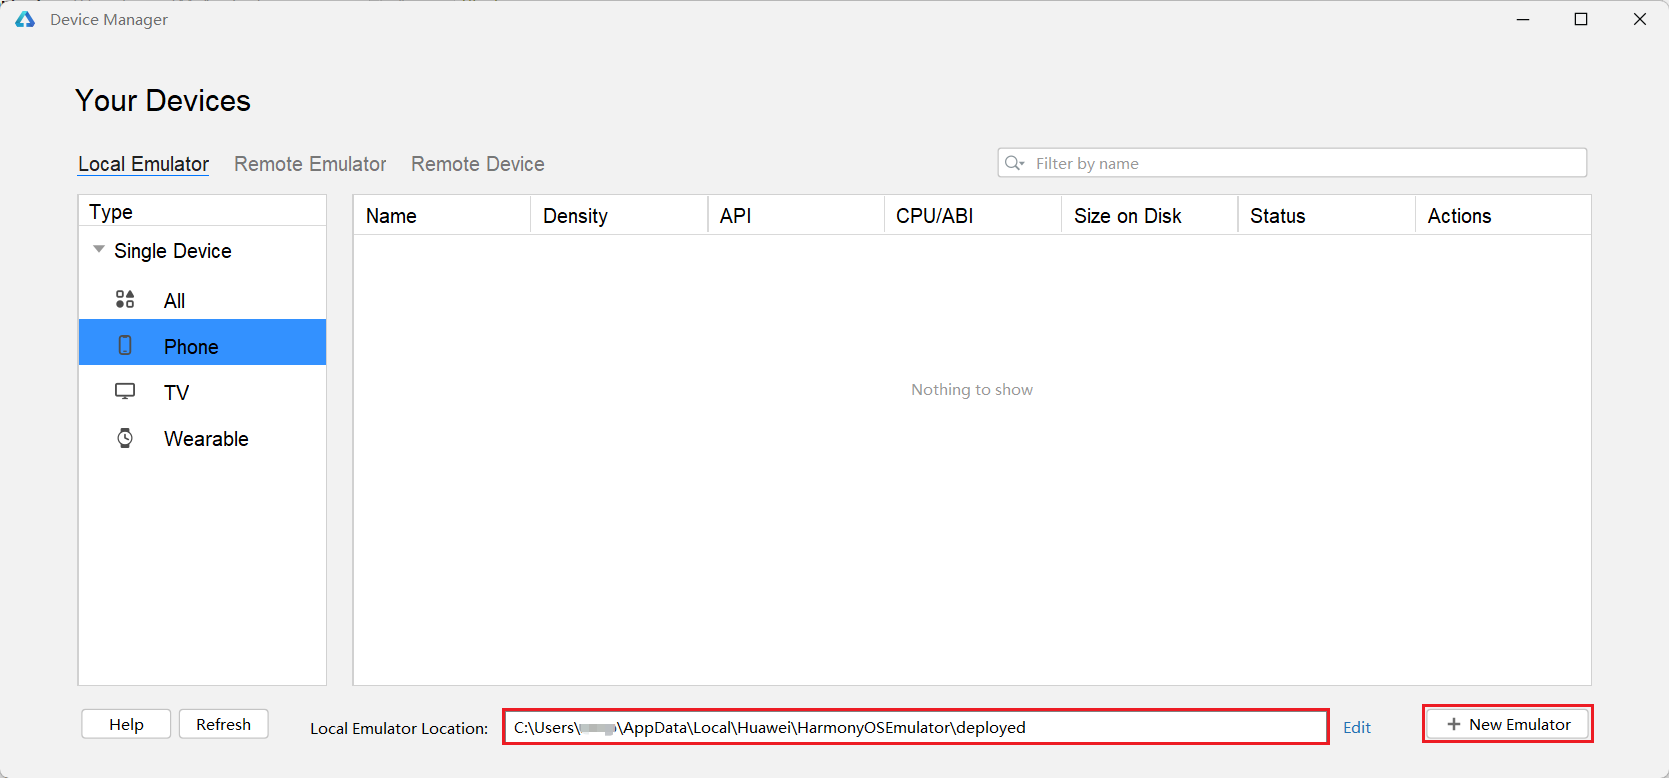 Device Manager
Your Devices
Local Emulator Remote Emulator Remote Device
Filter by name
Type
Name Density API CPU/ABI Size on Disk Status Actions
Single Device
All
Phone
TV
Wearable
Nothing to show
Help Refresh Local Emulator Location: C:\Users\ \AppData\Local\Huawei\HarmonyOSEmulator\deployed Edit + New Emulator